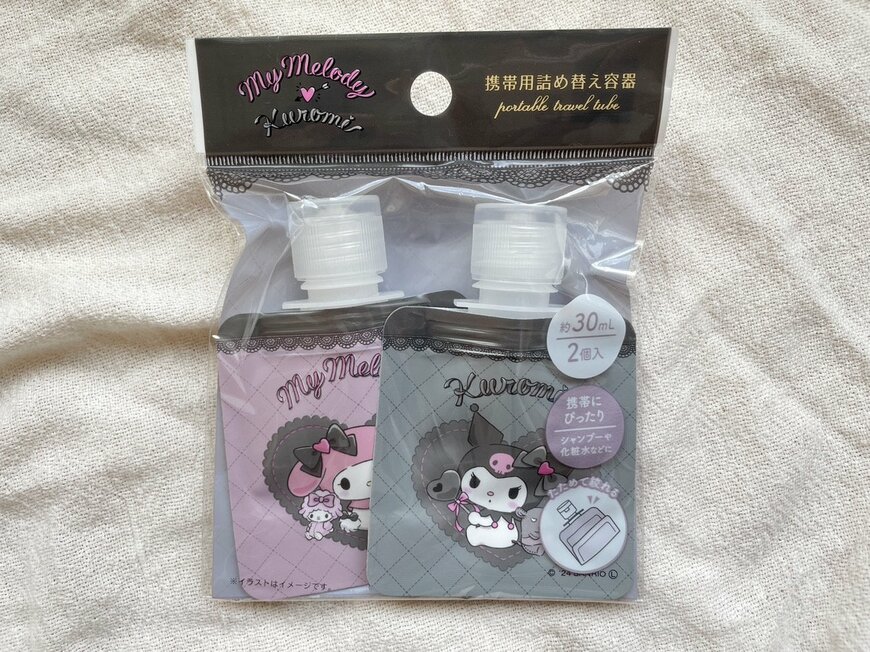 My Melody
Kuromi
携帯用詰め替え容器
portable travel tube
約30mL
2個入
My Mel
Kuromi
携帯に
ぴったり
シャンプーや
化粧水などに
たためて絞れる
※イラストはイメージです。
© '24 SANRIO Ⓛ